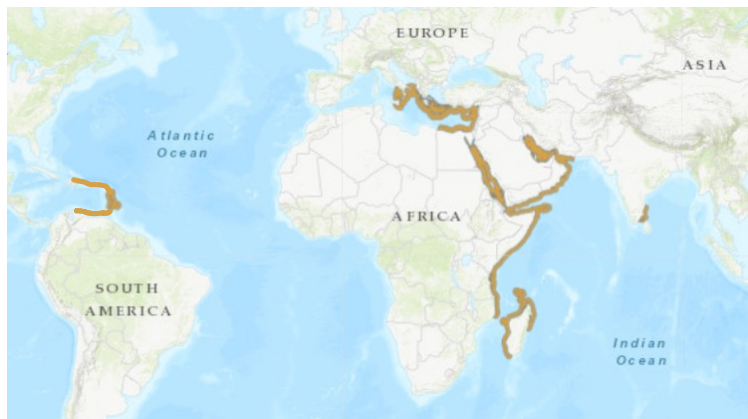 EUROPE
ASIA
Atlantic
Ocean
AFRICA
SOUTH
AMERICA
Indian
Ocean